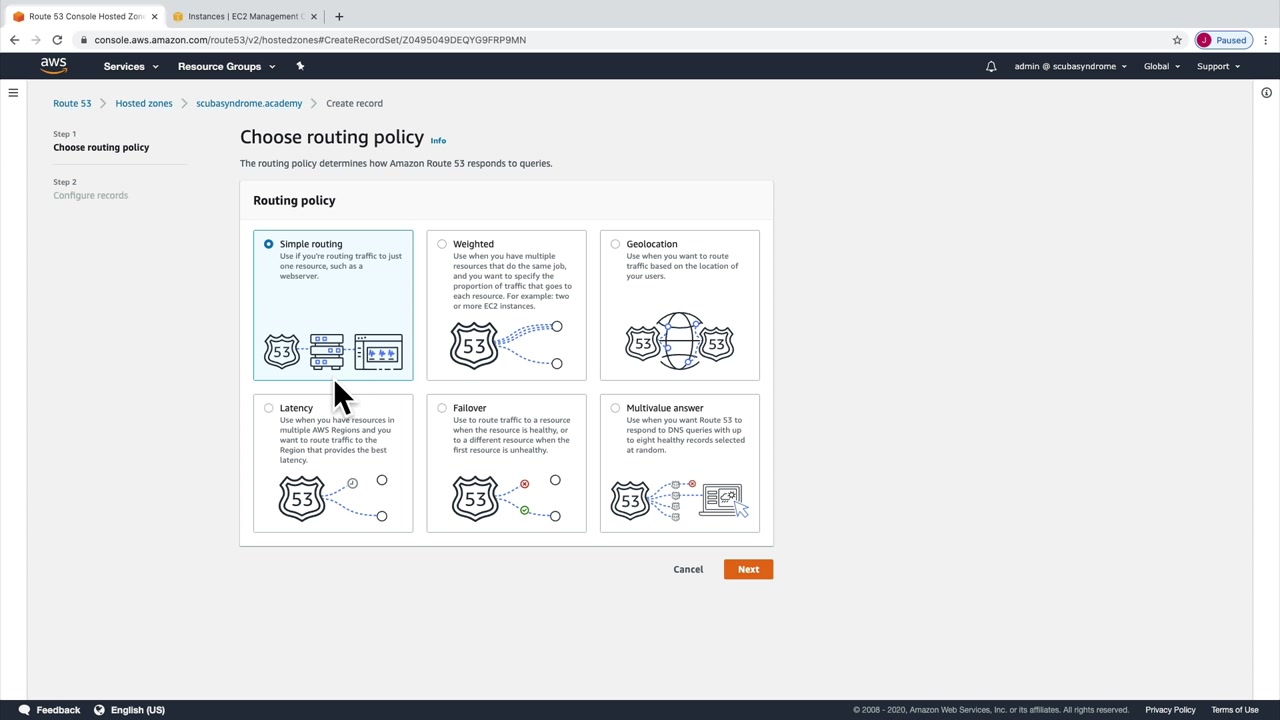 Route 53 Console Hosted Zon
Instances | EC2 Management C
console.aws.amazon.com/route53/v2/hostedzones#CreateRecordSet/Z0495049DEQYG9FRP9MN
J Paused
aws
Services
Resource Groups
admin @ scubasyndrome
Global
Support
Route 53 > Hosted zones > scubasyndrome.academy > Create record
Step 1
Choose routing policy
Step 2
Configure records
Choose routing policy Info
The routing policy determines how Amazon Route 53 responds to queries.
Routing policy
Simple routing
Use if you're routing traffic to just
one resource, such as a
webserver.
53
Weighted
Use when you have multiple
resources that do the same job,
and you want to specify the
proportion of traffic that goes to
each resource. For example: two
or more EC2 instances.
53
Geolocation
Use when you want to route
traffic based on the location of
your users.
53
53
Latency
Use when you have resources in
multiple AWS Regions and you
want to route traffic to the
Region that provides the best
latency.
53
Failover
Use to route traffic to a resource
when the resource is healthy, or
to a different resource when the
first resource is unhealthy.
53
Multivalue answer
Use when you want Route 53 to
respond to DNS queries with up
to eight healthy records selected
at random.
53
Cancel
Next
Feedback
English (US)
© 2008 - 2020, Amazon Web Services, Inc. or its affiliates. All rights reserved.
Privacy Policy
Terms of Use